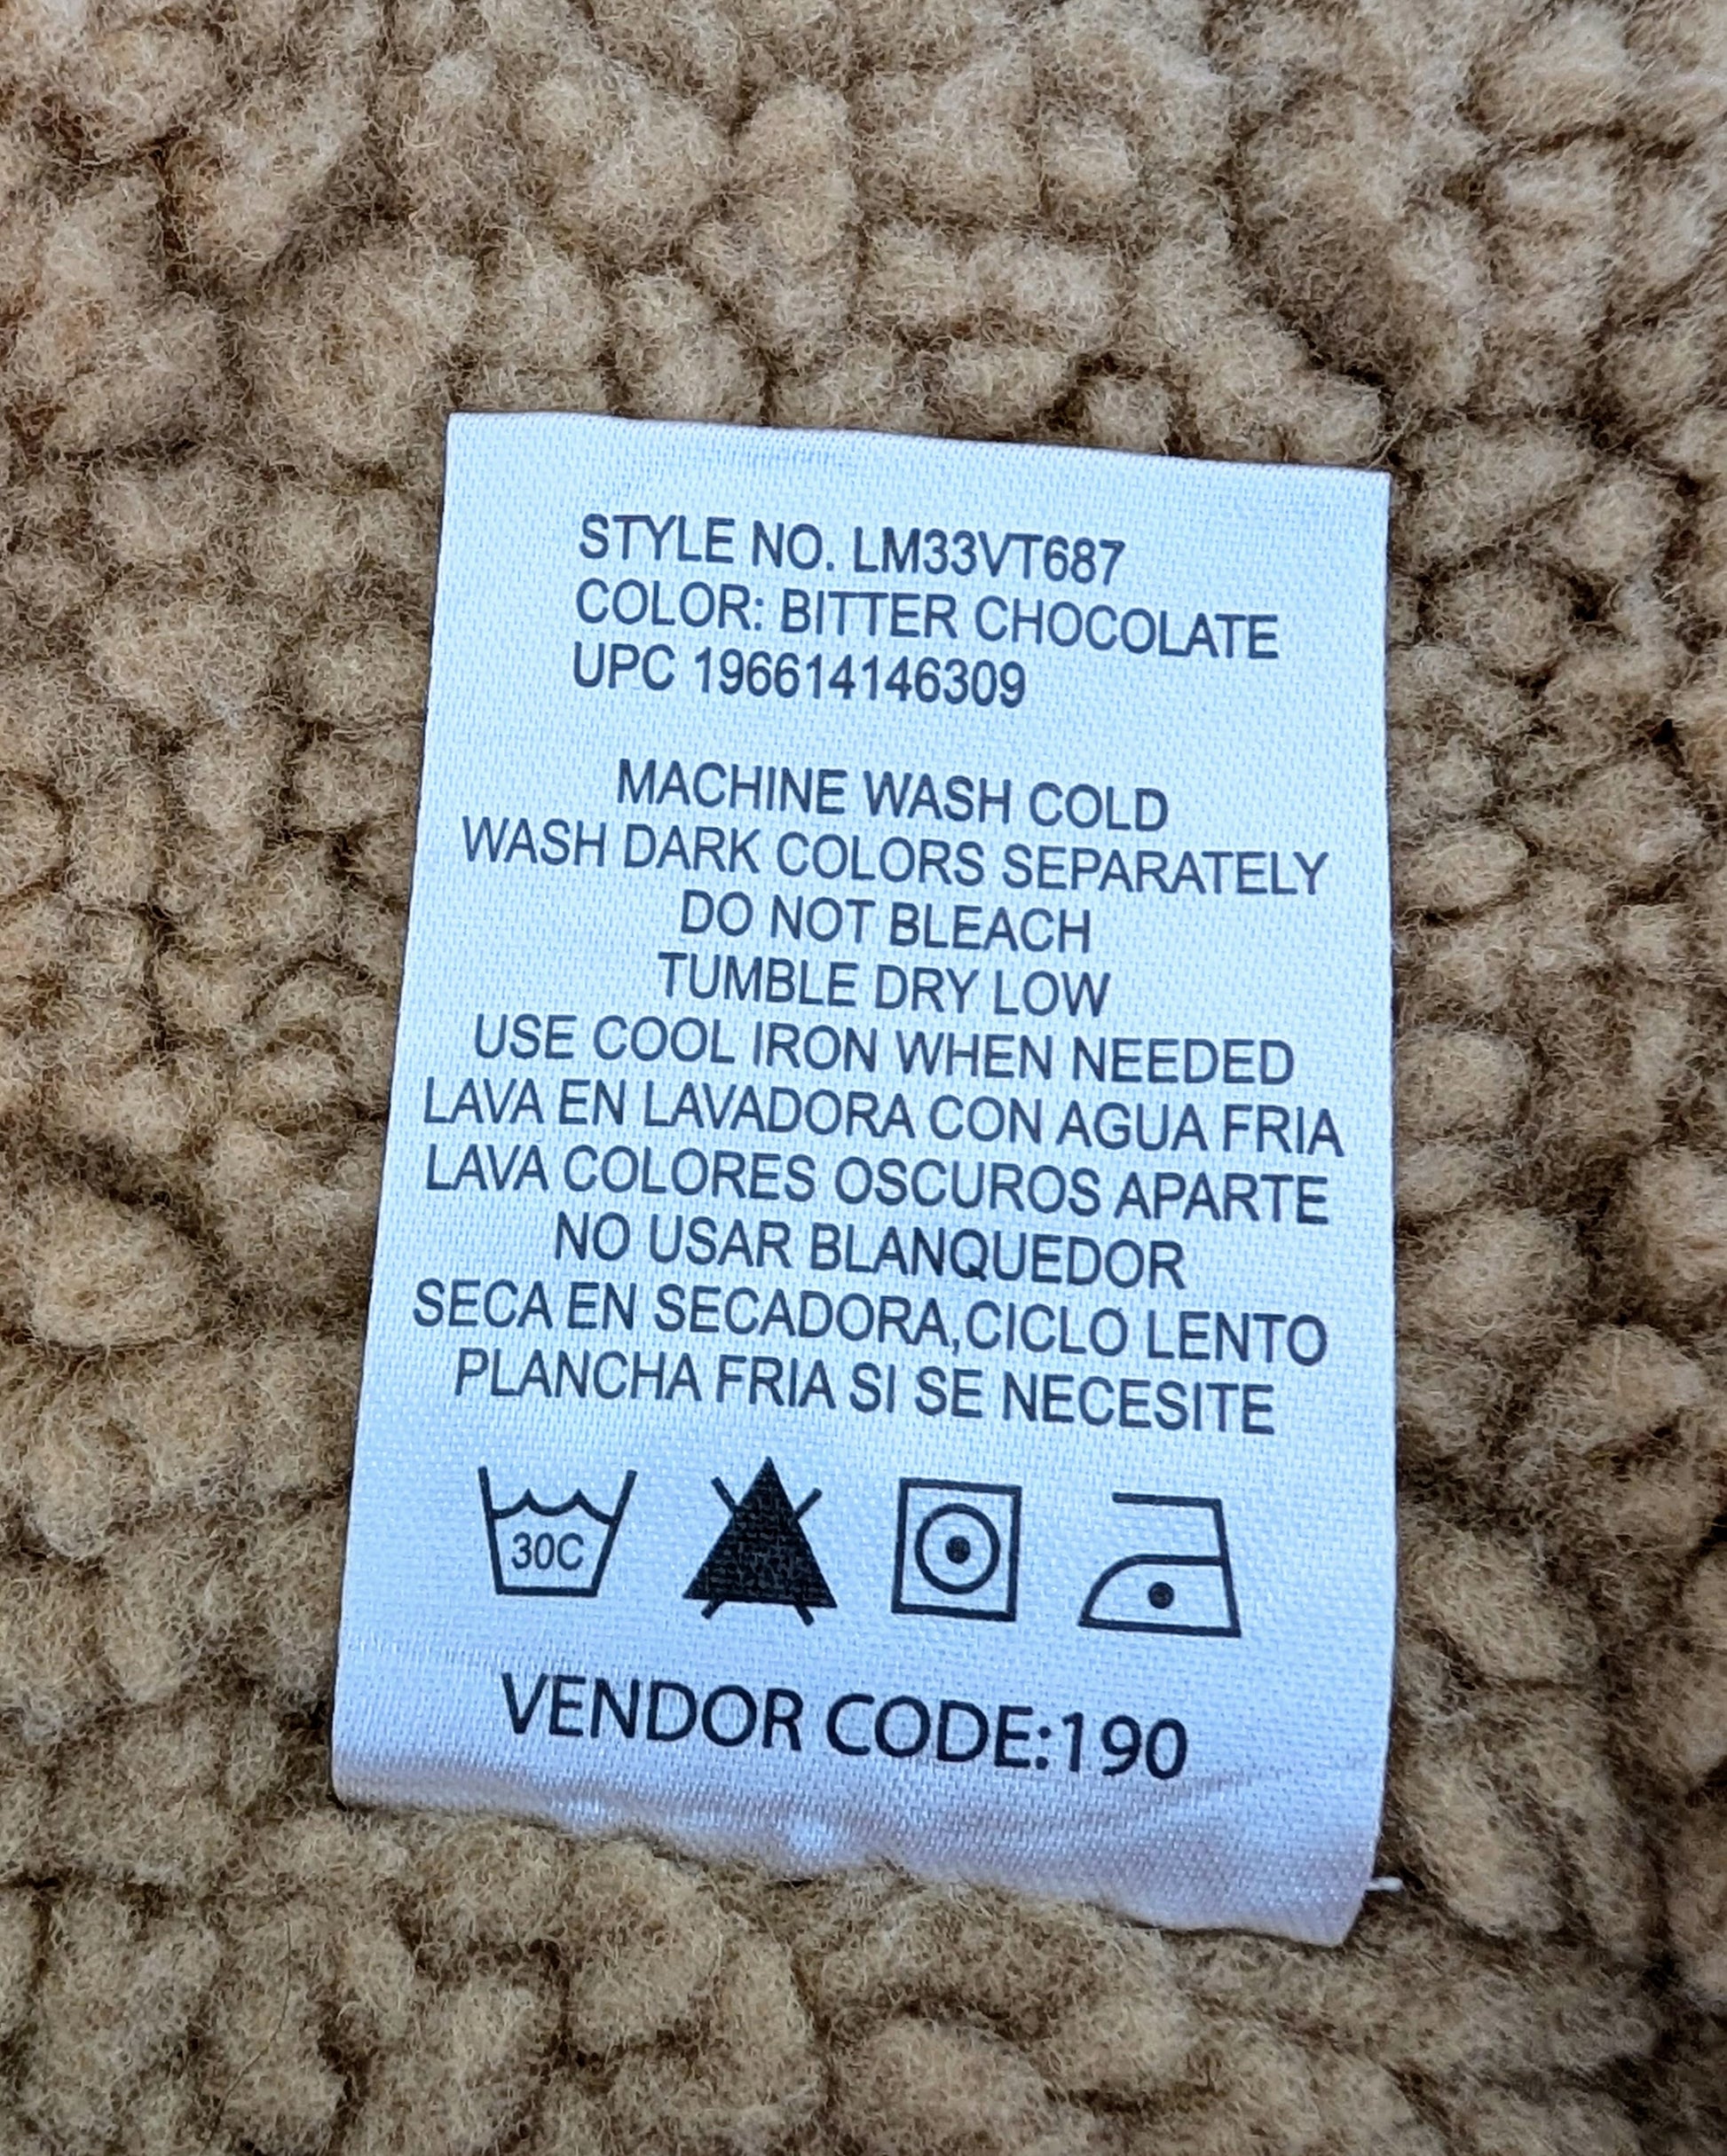 STYLE NO. LM33VT687
COLOR: BITTER CHOCOLATE
UPC 196614146309
MACHINE WASH COLD
WASH DARK COLORS SEPARATELY
DO NOT BLEACH
TUMBLE DRY LOW
USE COOL IRON WHEN NEEDED
LAVA EN LAVADORA CON AGUA FRIA
LAVA COLORES OSCUROS APARTE
NO USAR BLANQUEDOR
SECA EN SECADORA,CICLO LENTO
PLANCHA FRIA SI SE NECESITE
30C
VENDOR CODE:190